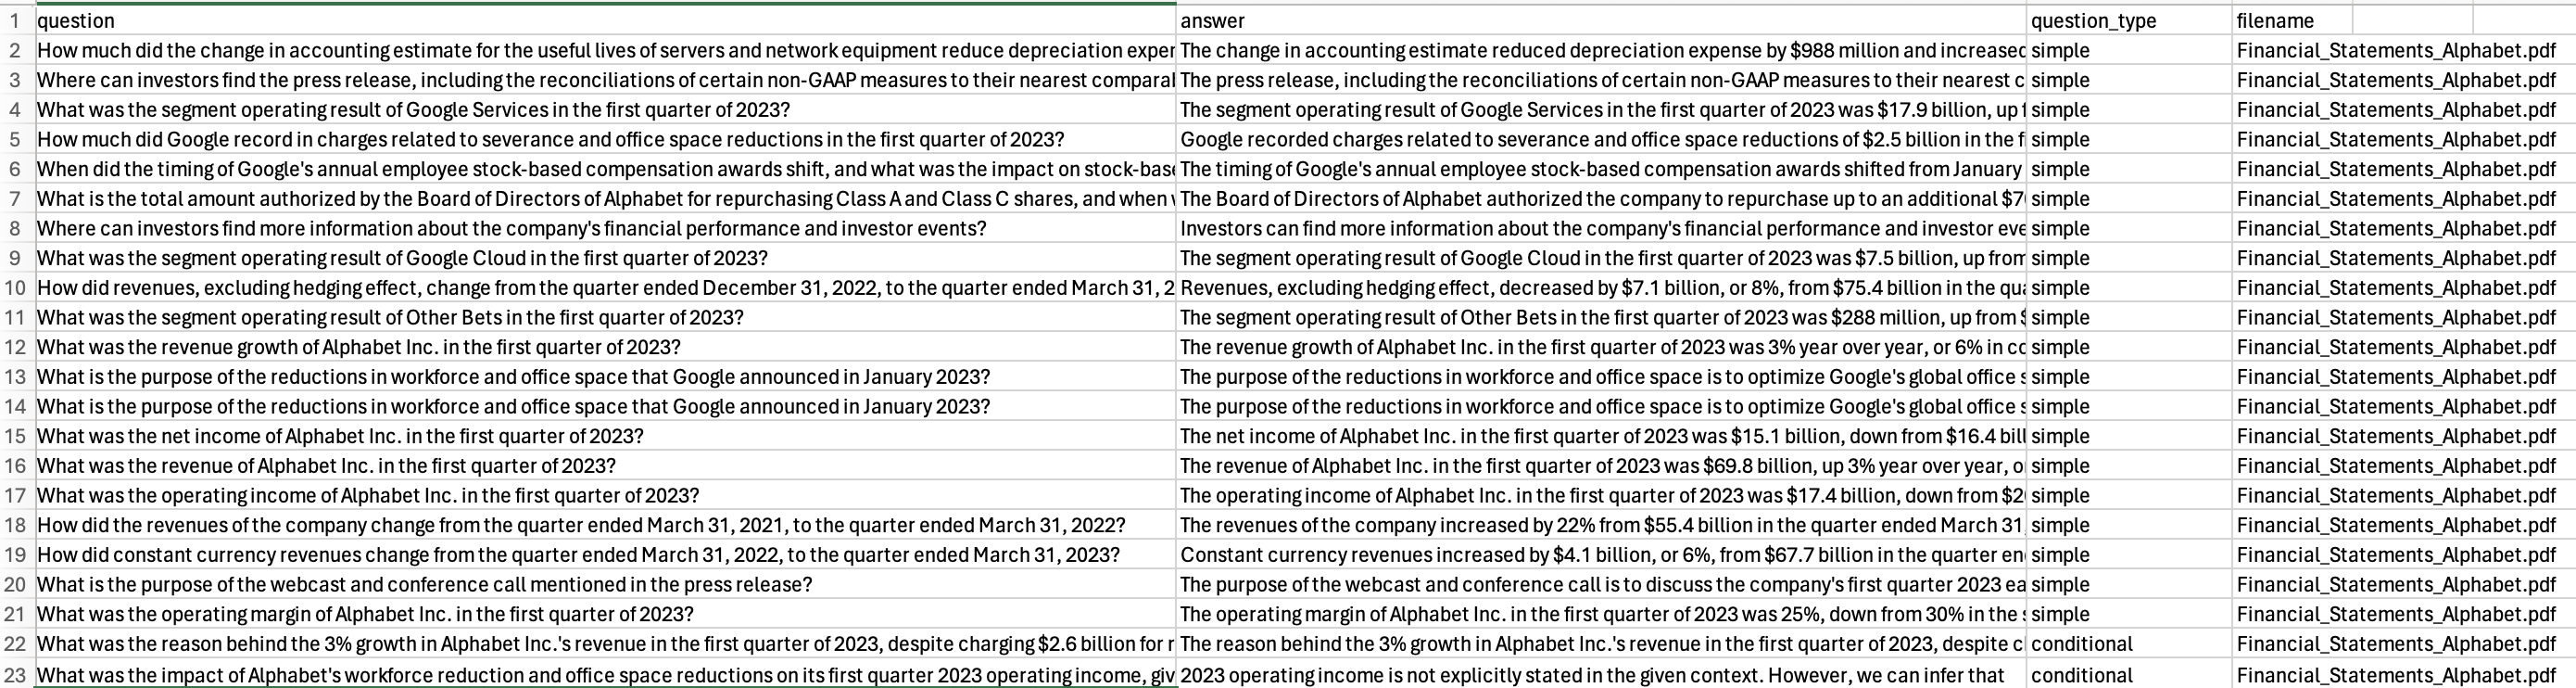 1 question answer question_type filename
2 How much did the change in accounting estimate for the useful lives of servers and network equipment reduce depreciation exper The change in accounting estimate reduced depreciation expense by $988 million and increased simple Financial_Statements_Alphabet.pdf
3 Where can investors find the press release, including the reconciliations of certain non-GAAP measures to their nearest comparal The press release, including the reconciliations of certain non-GAAP measures to their nearest c simple Financial_Statements_Alphabet.pdf
4 What was the segment operating result of Google Services in the first quarter of 2023? The segment operating result of Google Services in the first quarter of 2023 was $17.9 billion, up f simple Financial_Statements_Alphabet.pdf
5 How much did Google record in charges related to severance and office space reductions in the first quarter of 2023? Google recorded charges related to severance and office space reductions of $2.5 billion in the fi simple Financial_Statements_Alphabet.pdf
6 When did the timing of Google's annual employee stock-based compensation awards shift, and what was the impact on stock-base The timing of Google's annual employee stock-based compensation awards shifted from January simple Financial_Statements_Alphabet.pdf
7 What is the total amount authorized by the Board of Directors of Alphabet for repurchasing Class A and Class C shares, and when The Board of Directors of Alphabet authorized the company to repurchase up to an additional $70 simple Financial_Statements_Alphabet.pdf
8 Where can investors find more information about the company's financial performance and investor events? Investors can find more information about the company's financial performance and investor eve simple Financial_Statements_Alphabet.pdf
9 What was the segment operating result of Google Cloud in the first quarter of 2023? The segment operating result of Google Cloud in the first quarter of 2023 was $7.5 billion, up from simple Financial_Statements_Alphabet.pdf
10 How did revenues, excluding hedging effect, change from the quarter ended December 31, 2022, to the quarter ended March 31, 2 Revenues, excluding hedging effect, decreased by $7.1 billion, or 8%, from $75.4 billion in the qua simple Financial_Statements_Alphabet.pdf
11 What was the segment operating result of Other Bets in the first quarter of 2023? The segment operating result of Other Bets in the first quarter of 2023 was $288 million, up from $ simple Financial_Statements_Alphabet.pdf
12 What was the revenue growth of Alphabet Inc. in the first quarter of 2023? The revenue growth of Alphabet Inc. in the first quarter of 2023 was 3% year over year, or 6% in co simple Financial_Statements_Alphabet.pdf
13 What is the purpose of the reductions in workforce and office space that Google announced in January 2023? The purpose of the reductions in workforce and office space is to optimize Google's global office s simple Financial_Statements_Alphabet.pdf
14 What is the purpose of the reductions in workforce and office space that Google announced in January 2023? The purpose of the reductions in workforce and office space is to optimize Google's global office s simple Financial_Statements_Alphabet.pdf
15 What was the net income of Alphabet Inc. in the first quarter of 2023? The net income of Alphabet Inc. in the first quarter of 2023 was $15.1 billion, down from $16.4 bill simple Financial_Statements_Alphabet.pdf
16 What was the revenue of Alphabet Inc. in the first quarter of 2023? The revenue of Alphabet Inc. in the first quarter of 2023 was $69.8 billion, up 3% year over year, o simple Financial_Statements_Alphabet.pdf
17 What was the operating income of Alphabet Inc. in the first quarter of 2023? The operating income of Alphabet Inc. in the first quarter of 2023 was $17.4 billion, down from $20 simple Financial_Statements_Alphabet.pdf
18 How did the revenues of the company change from the quarter ended March 31, 2021, to the quarter ended March 31, 2022? The revenues of the company increased by 22% from $55.4 billion in the quarter ended March 31, simple Financial_Statements_Alphabet.pdf
19 How did constant currency revenues change from the quarter ended March 31, 2022, to the quarter ended March 31, 2023? Constant currency revenues increased by $4.1 billion, or 6%, from $67.7 billion in the quarter en simple Financial_Statements_Alphabet.pdf
20 What is the purpose of the webcast and conference call mentioned in the press release? The purpose of the webcast and conference call is to discuss the company's first quarter 2023 ea simple Financial_Statements_Alphabet.pdf
21 What was the operating margin of Alphabet Inc. in the first quarter of 2023? The operating margin of Alphabet Inc. in the first quarter of 2023 was 25%, down from 30% in the s simple Financial_Statements_Alphabet.pdf
22 What was the reason behind the 3% growth in Alphabet Inc.'s revenue in the first quarter of 2023, despite charging $2.6 billion for r The reason behind the 3% growth in Alphabet Inc.'s revenue in the first quarter of 2023, despite c conditional Financial_Statements_Alphabet.pdf
23 What was the impact of Alphabet's workforce reduction and office space reductions on its first quarter 2023 operating income, giv 2023 operating income is not explicitly stated in the given context. However, we can infer that conditional Financial_Statements_Alphabet.pdf